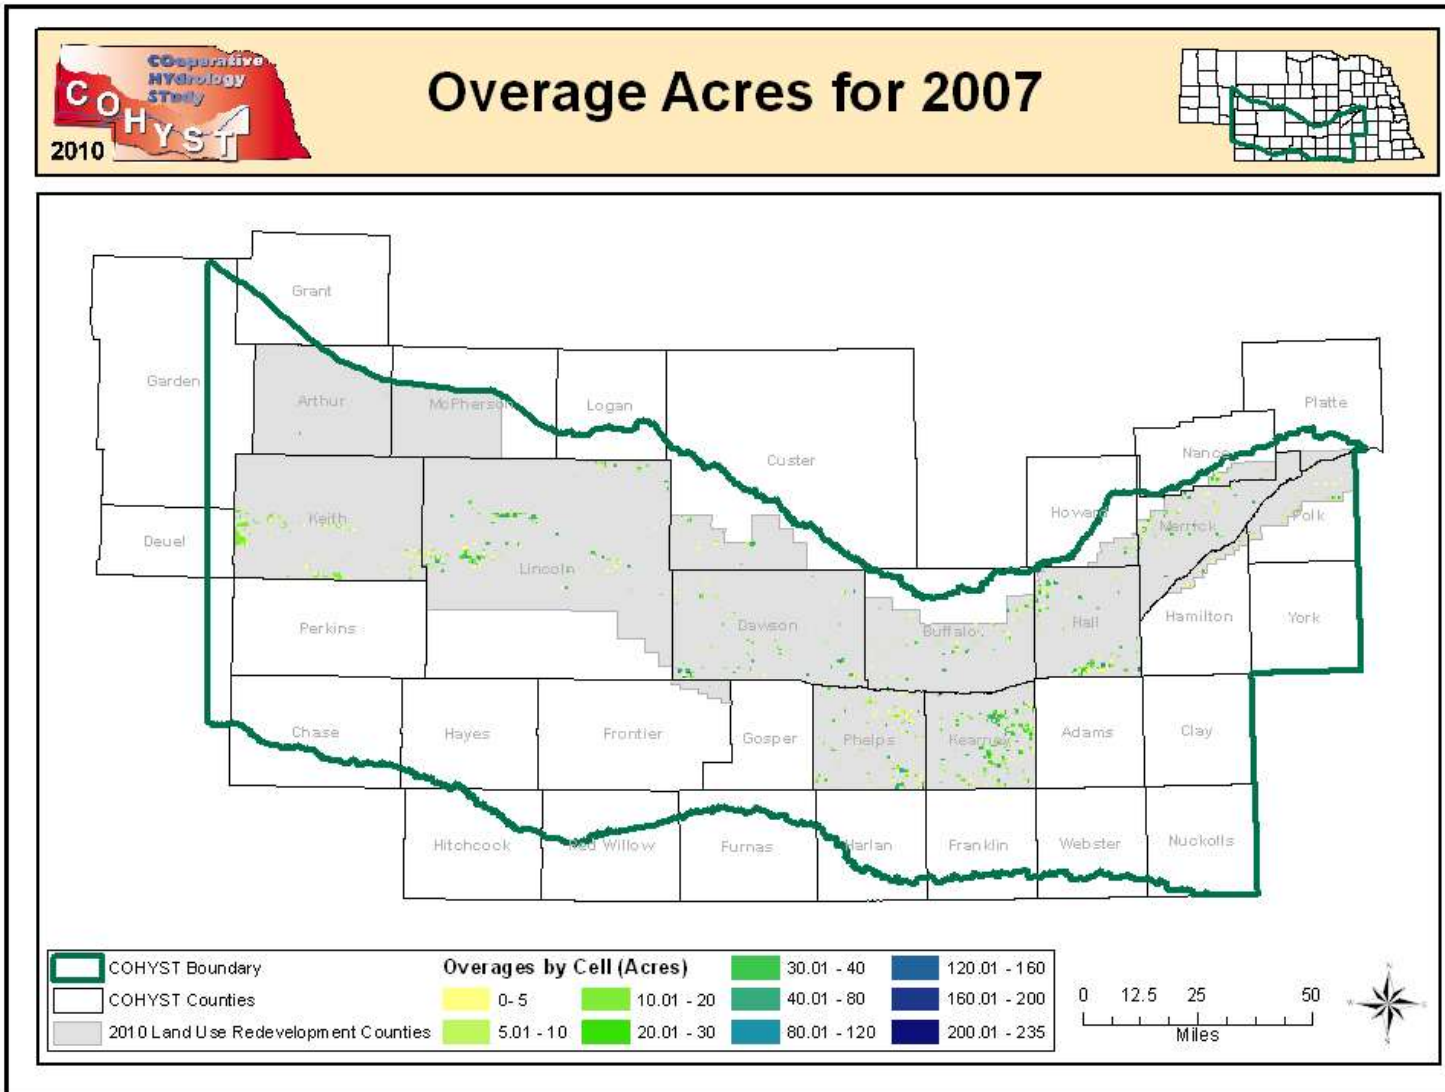 COoperative
HYdrology
STudy
COHYST
2010
Overage Acres for 2007
Grant
Garden
Arthur
McPherson
Logan
Custer
Platte
Nance
Howard
Merrick
Polk
Keith
Deuel
Lincoln
Perkins
Dawson
Buffalo
Hall
Hamilton
York
Chase
Hayes
Frontier
Gosper
Phelps
Kearney
Adams
Clay
Hitchcock
Red Willow
Furnas
Harlan
Franklin
Webster
Nuckolls
COHYST Boundary
COHYST Counties
2010 Land Use Redevelopment Counties
Overages by Cell (Acres)
0- 5
5.01 - 10
10.01 - 20
20.01 - 30
30.01 - 40
40.01 - 80
80.01 - 120
120.01 - 160
160.01 - 200
200.01 - 235
0 12.5 25 50
Miles